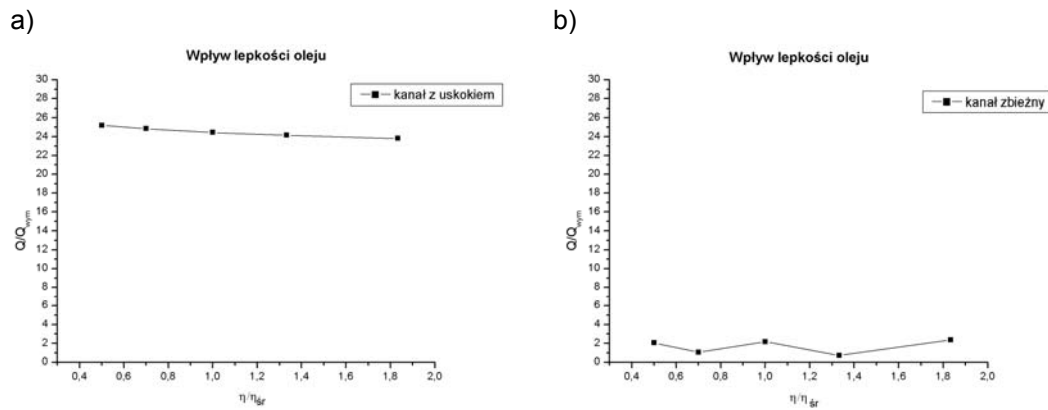 a)
Wpływ lepkości oleju
kanał z uskokiem
30
28
26
24
22
20
18
16
14
12
10
8
6
4
2
0
Q/Qwym
0,4 0,6 0,8 1,0 1,2 1,4 1,6 1,8 2,0
η/ηśr
b)
Wpływ lepkości oleju
kanał zbieżny
30
28
26
24
22
20
18
16
14
12
10
8
6
4
2
0
Q/Qwym
0,4 0,6 0,8 1,0 1,2 1,4 1,6 1,8 2,0
η/ηśr